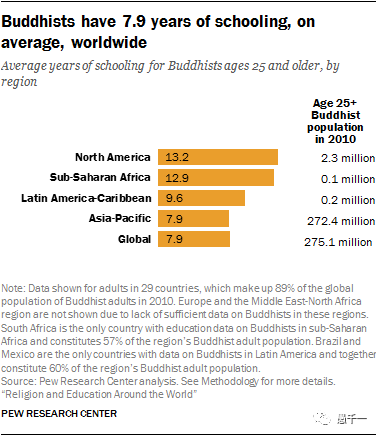 Buddhists have 7.9 years of schooling, on
average, worldwide
Average years of schooling for Buddhists ages 25 and older, by
region
Age 25+
Buddhist
population
in 2010
North America 13.2 2.3 million
Sub-Saharan Africa 12.9 0.1 million
Latin America-Caribbean 9.6 0.2 million
Asia-Pacific 7.9 272.4 million
Global 7.9 275.1 million
Note: Data shown for adults in 29 countries, which make up 89% of the global
population of Buddhist adults in 2010. Europe and the Middle East-North Africa
region are not shown due to lack of sufficient data on Buddhists in these regions.
South Africa is the only country with education data on Buddhists in sub-Saharan
Africa and constitutes 57% of the region's Buddhist adult population. Brazil and
Mexico are the only countries with data on Buddhists in Latin America and together
constitute 60% of the region's Buddhist adult population.
Source: Pew Research Center analysis. See Methodology for more details.
“Religion and Education Around the World”
PEW RESEARCH CENTER